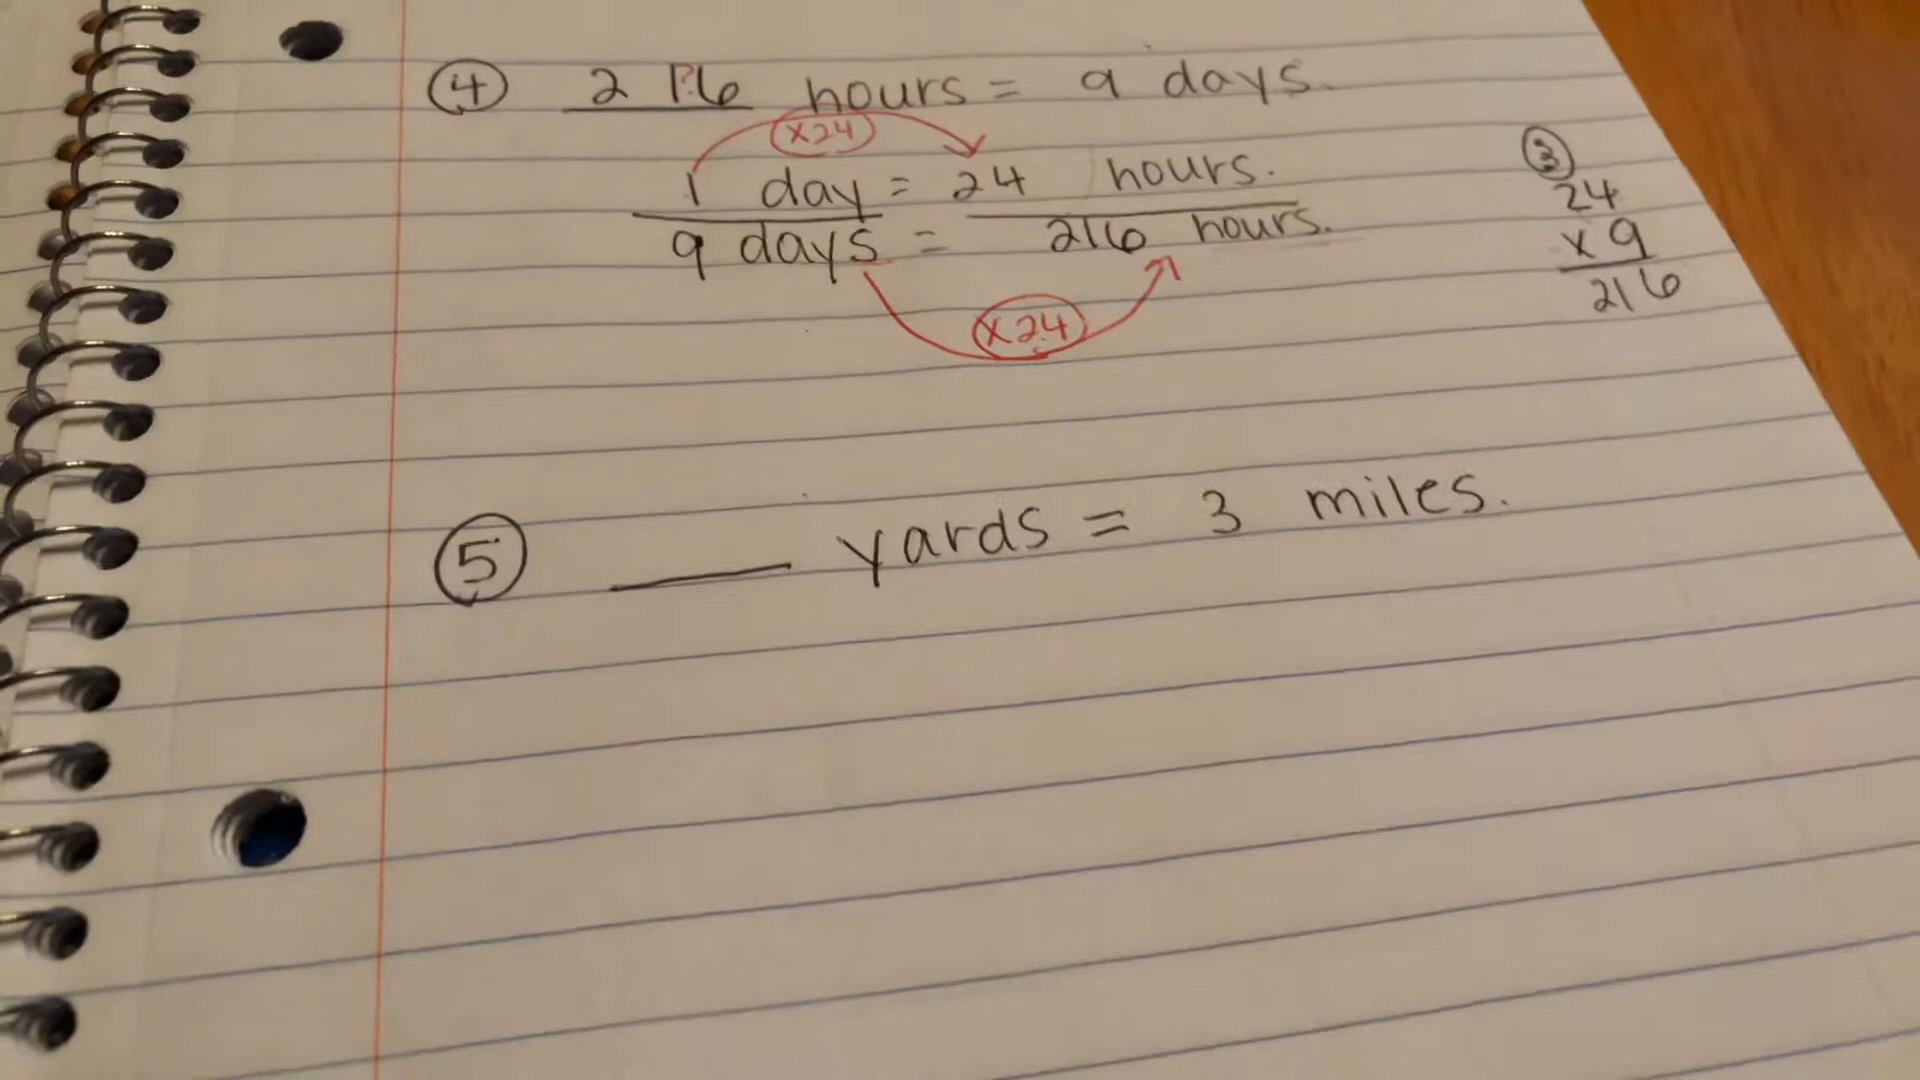 ④ 216 hours = 9 days.
x24
1 day = 24 hours.
9 days = 216 hours.
x24
③
24
x 9
216
⑤ ____ yards = 3 miles.